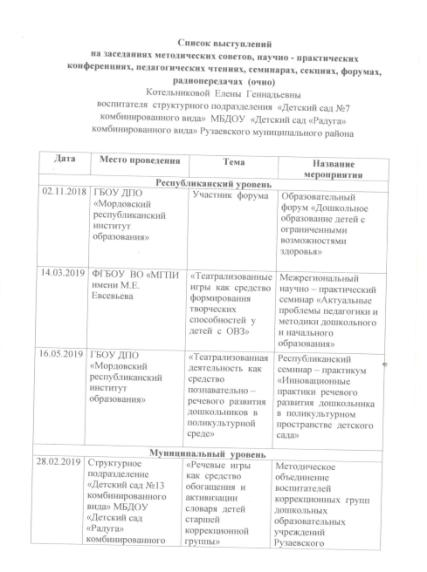 Список выступлений
на заседаниях методических советов, научно - практических
конференциях, педагогических чтениях, семинарах, секциях, форумах,
радиопередачах (очно)
Котельниковой Елены Геннадьевны
воспитателя структурного подразделения «Детский сад №7
комбинированного вида» МБДОУ «Детский сад «Радуга»
комбинированного вида» Рузаевского муниципального района
Дата
Место проведения
Тема
Название
мероприятия
Республиканский уровень
02.11.2018
ГБОУ ДПО
«Мордовский
республиканский
институт
образования»
Участник форума
Образовательный
форум «Дошкольное
образование детей с
ограниченными
возможностями
здоровья»
14.03.2019
ФГБОУ ВО «МГПИ
имени М.Е.
Евсевьева
«Театрализованные
игры как средство
формирования
творческих
способностей у
детей с ОВЗ»
Межрегиональный
научно – практический
семинар «Актуальные
проблемы педагогики и
методики дошкольного
и начального
образования»
16.05.2019
ГБОУ ДПО
«Мордовский
республиканский
институт
образования»
«Театрализованная
деятельность как
средство
познавательно –
речевого развития
дошкольников в
поликультурной
среде»
Республиканский
семинар – практикум
«Инновационные
практики речевого
развития дошкольника
в поликультурном
пространстве детского
сада»
Муниципальный уровень
28.02.2019
Структурное
подразделение
«Детский сад №13
комбинированного
вида» МБДОУ
«Детский сад
«Радуга»
комбинированного
«Речевые игры
как средство
обогащения и
активизации
словаря детей
старшей
коррекционной
группы»
Методическое
объединение
воспитателей
коррекционных групп
дошкольных
образовательных
учреждений
Рузаевского